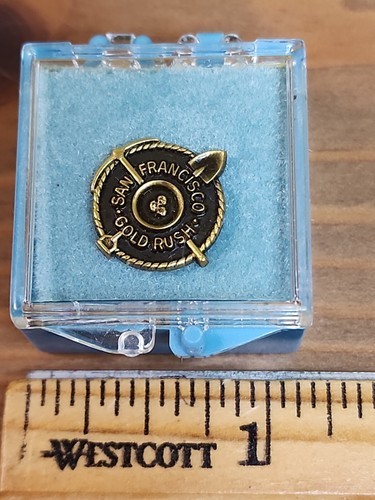 SAN FRANCISCO
GOLD RUSH
WESTCOTT 1